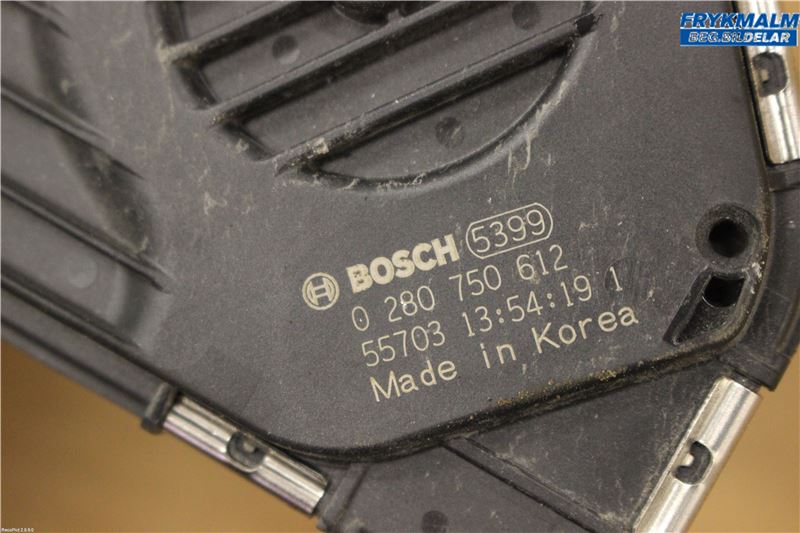 FRYKMALM
BEG.BILDELAR
BOSCH 5399
0 280 750 612
55703 13:54:19 1
Made in Korea